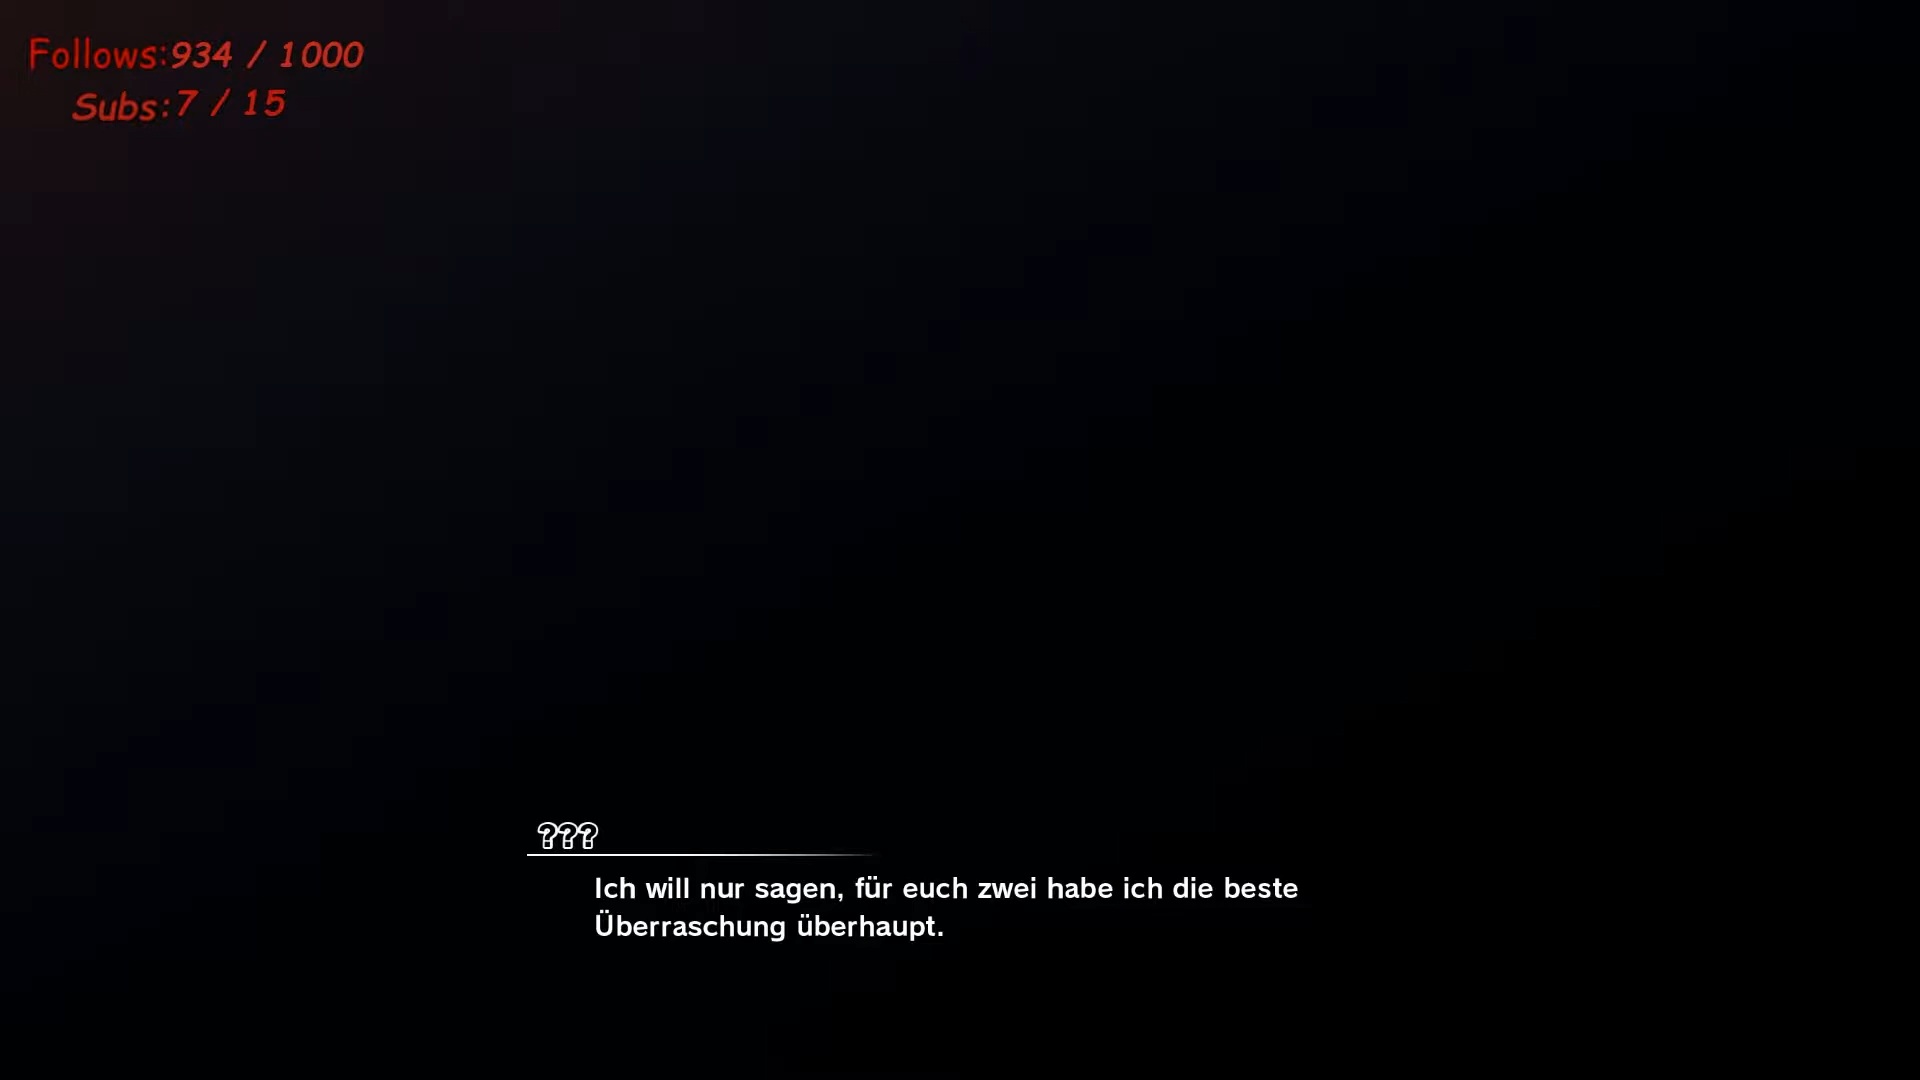 Follows:934 / 1000
Subs:7 / 15
???
Ich will nur sagen, für euch zwei habe ich die beste
Überraschung überhaupt.